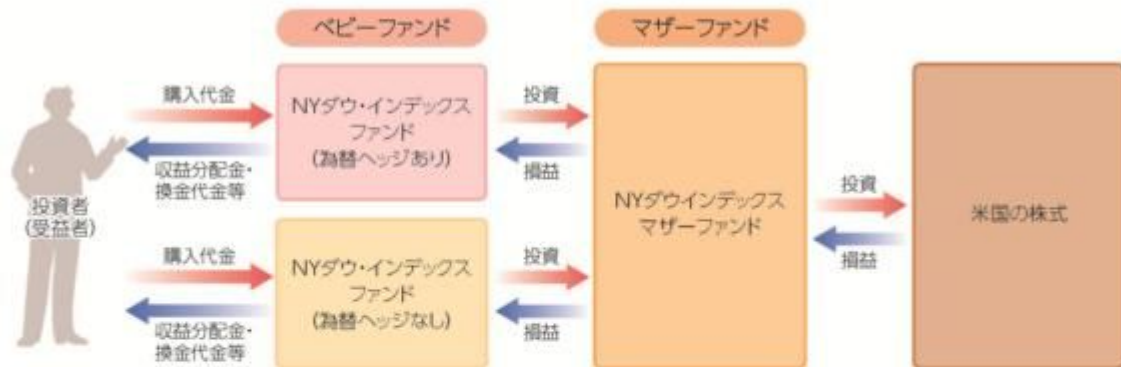 ベビーファンド
マザーファンド
購入代金
収益分配金・
換金代金等
NYダウ・インデックス
ファンド
(為替ヘッジあり)
投資
損益
投資者
(受益者)
購入代金
収益分配金・
換金代金等
NYダウ・インデックス
ファンド
(為替ヘッジなし)
投資
損益
NYダウインデックス
マザーファンド
投資
損益
米国の株式